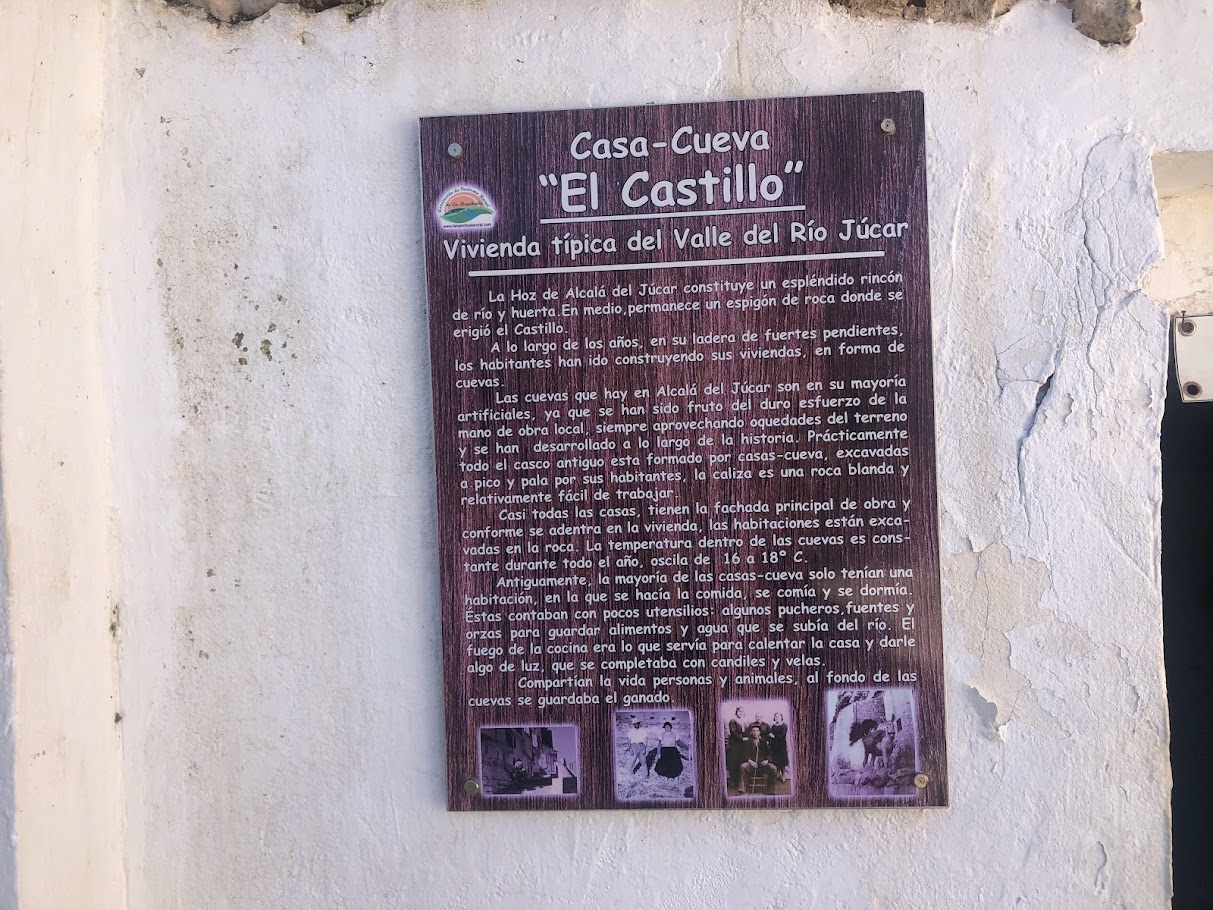 Casa-Cueva
“El Castillo”
de La Manchuela
Vivienda típica del Valle del Río Júcar
La Hoz de Alcalá del Júcar constituye un espléndido rincón
de río y huerta.En medio,permanece un espigón de roca donde se
erigió el Castillo.
A lo largo de los años, en su ladera de fuertes pendientes,
los habitantes han ido construyendo sus viviendas, en forma de
cuevas.
Las cuevas que hay en Alcalá del Júcar son en su mayoría
artificiales, ya que se han sido fruto del duro esfuerzo de la
mano de obra local, siempre aprovechando oquedades del terreno
y se han desarrollado a lo largo de la historia. Prácticamente
todo el casco antiguo esta formado por casas-cueva, excavadas
a pico y pala por sus habitantes, la caliza es una roca blanda y
relativamente fácil de trabajar.
Casi todas las casas, tienen la fachada principal de obra y
conforme se adentra en la vivienda, las habitaciones están exca-
vadas en la roca. La temperatura dentro de las cuevas es cons-
tante durante todo el año, oscila de 16 a 18º C.
Antiguamente, la mayoría de las casas-cueva solo tenían una
habitación, en la que se hacía la comida, se comía y se dormía.
Éstas contaban con pocos utensilios: algunos pucheros,fuentes y
orzas para guardar alimentos y agua que se subía del río. El
fuego de la cocina era lo que servía para calentar la casa y darle
algo de luz, que se completaba con candiles y velas.
Compartían la vida personas y animales, al fondo de las
cuevas se guardaba el ganado.